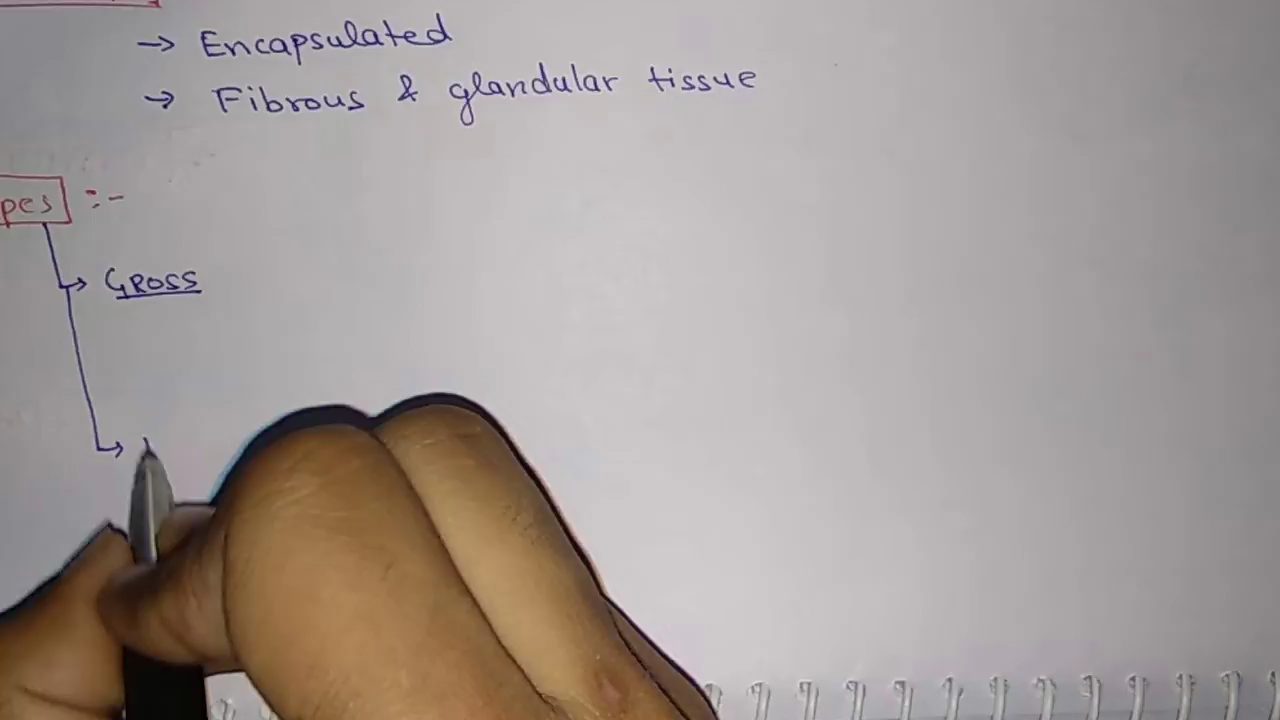 → Encapsulated
→ Fibrous & glandular tissue
pes :-
→ GROSS
→